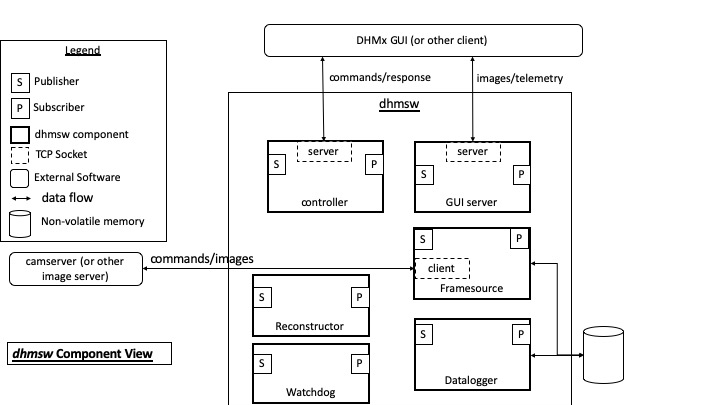 DHMx GUI (or other client)
Legend
S Publisher
P Subscriber
dhmsw component
TCP Socket
External Software
data flow
Non-volatile memory
commands/response
images/telemetry
dhmsw
server
S
P
controller
server
S
P
GUI server
camserver (or other
image server)
commands/images
S
P
client
Framesource
S
P
Reconstructor
S
P
Datalogger
S
P
Watchdog
dhmsw Component View